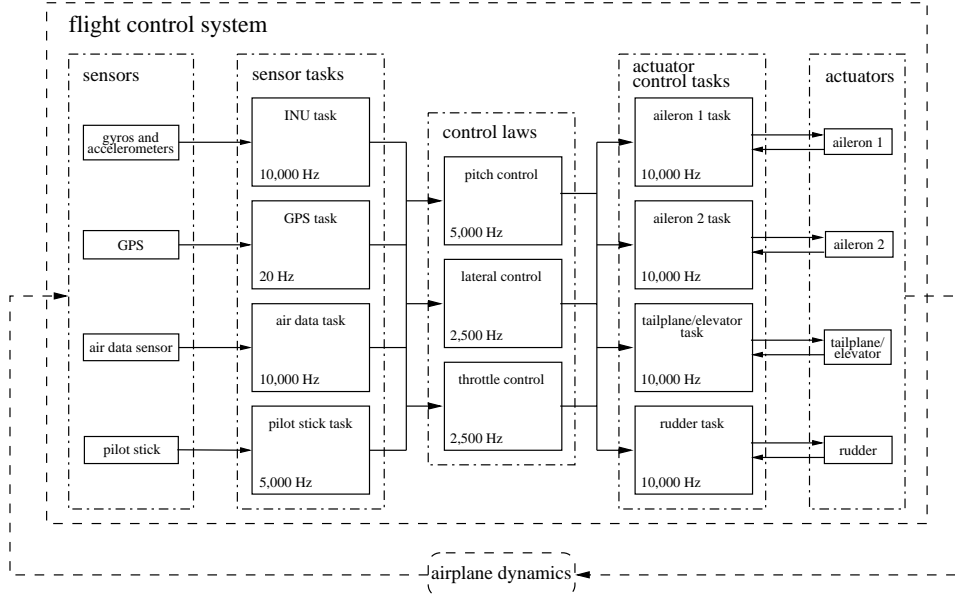 flight control system
sensors
gyros and
accelerometers
GPS
air data sensor
pilot stick
sensor tasks
INU task
10,000 Hz
GPS task
20 Hz
air data task
10,000 Hz
pilot stick task
5,000 Hz
control laws
pitch control
5,000 Hz
lateral control
2,500 Hz
throttle control
2,500 Hz
actuator
control tasks
aileron 1 task
10,000 Hz
aileron 2 task
10,000 Hz
tailplane/elevator
task
10,000 Hz
rudder task
10,000 Hz
actuators
aileron 1
aileron 2
tailplane/
elevator
rudder
airplane dynamics